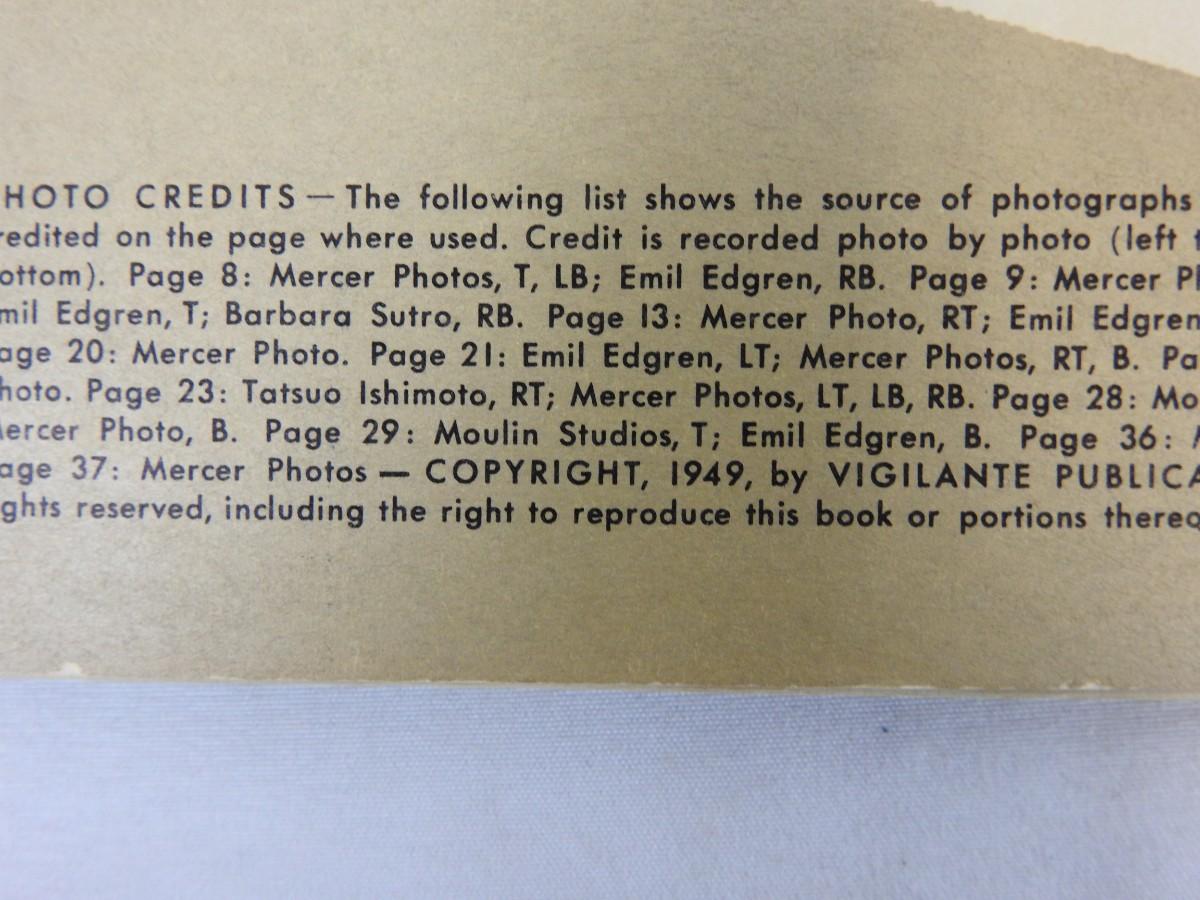 HOTO CREDITS — The following list shows the source of photographs
redited on the page where used. Credit is recorded photo by photo (left t
ottom). Page 8: Mercer Photos, T, LB; Emil Edgren, RB. Page 9: Mercer Ph
mil Edgren, T; Barbara Sutro, RB. Page 13: Mercer Photo, RT; Emil Edgren
age 20: Mercer Photo. Page 21: Emil Edgren, LT; Mercer Photos, RT, B. Pa
hoto. Page 23: Tatsuo Ishimoto, RT; Mercer Photos, LT, LB, RB. Page 28: Mo
ercer Photo, B. Page 29: Moulin Studios, T; Emil Edgren, B. Page 36:
age 37: Mercer Photos — COPYRIGHT, 1949, by VIGILANTE PUBLICA
ghts reserved, including the right to reproduce this book or portions thereo